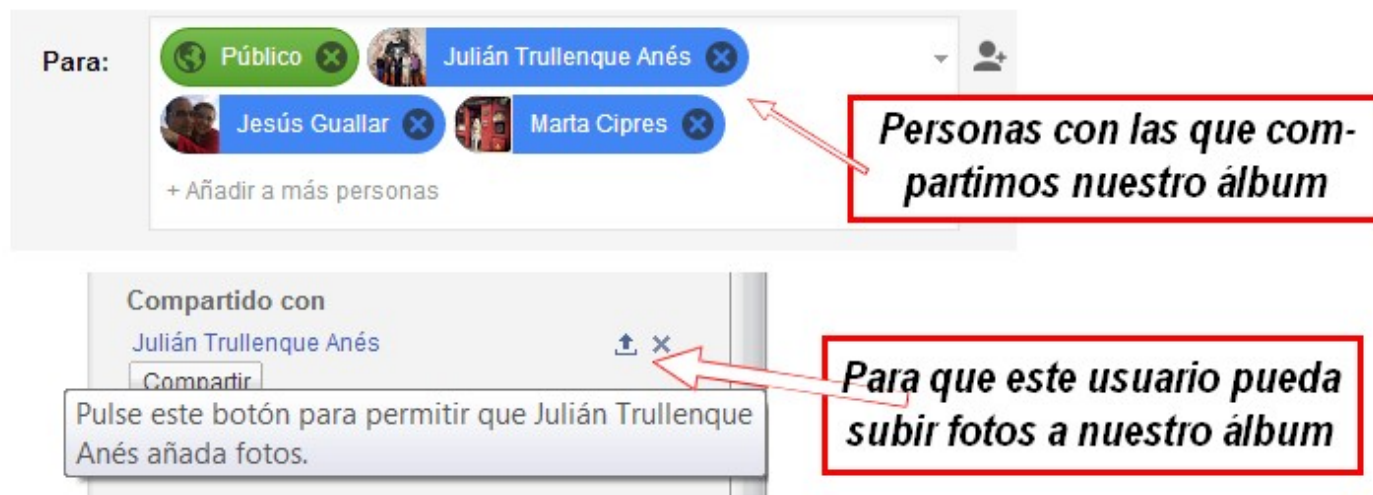 Para:
Público
Julián Trullenque Anés
Jesús Guallar
Marta Cipres
+ Añadir a más personas
Personas con las que com-
partimos nuestro álbum
Compartido con
Julián Trullenque Anés
Compartir
Pulse este botón para permitir que Julián Trullenque
Anés añada fotos.
Para que este usuario pueda
subir fotos a nuestro álbum